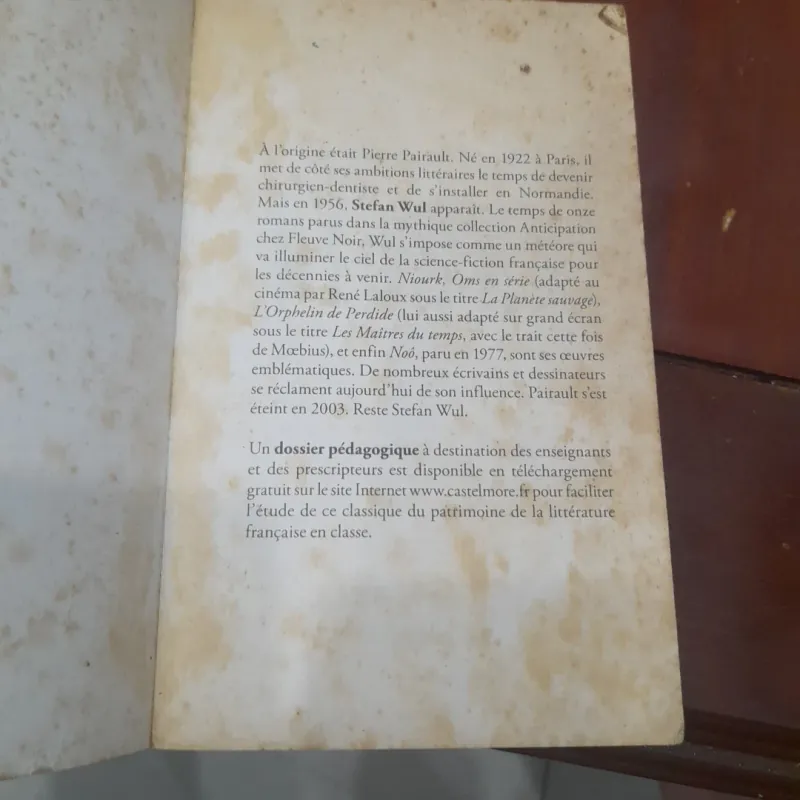 À l'origine était Pierre Pairault. Né en 1922 à Paris, il
met de côté ses ambitions littéraires le temps de devenir
chirurgien-dentiste et de s'installer en Normandie.
Mais en 1956, Stefan Wul apparaît. Le temps de onze
romans parus dans la mythique collection Anticipation
chez Fleuve Noir, Wul s'impose comme un météore qui
va illuminer le ciel de la science-fiction française pour
les décennies à venir. Niourk, Oms en série (adapté au
cinéma par René Laloux sous le titre La Planète sauvage),
L'Orphelin de Perdide (lui aussi adapté sur grand écran
sous le titre Les Maîtres du temps, avec le trait cette fois
de Mœbius), et enfin Noô, paru en 1977, sont ses œuvres
emblématiques. De nombreux écrivains et dessinateurs
se réclament aujourd'hui de son influence. Pairault s'est
éteint en 2003. Reste Stefan Wul.
Un dossier pédagogique à destination des enseignants
et des prescripteurs est disponible en téléchargement
gratuit sur le site Internet www.castelmore.fr pour faciliter
l'étude de ce classique du patrimoine de la littérature
française en classe.